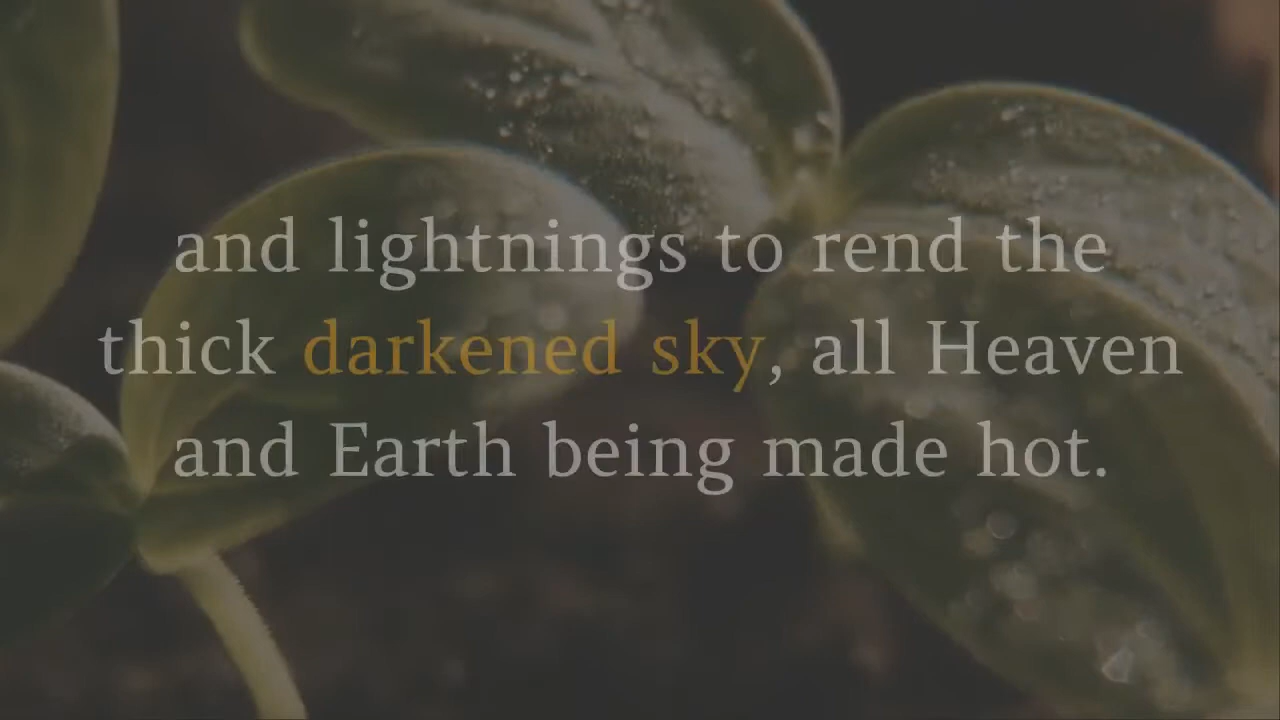 and lightnings to rend the
thick darkened sky, all Heaven
and Earth being made hot.